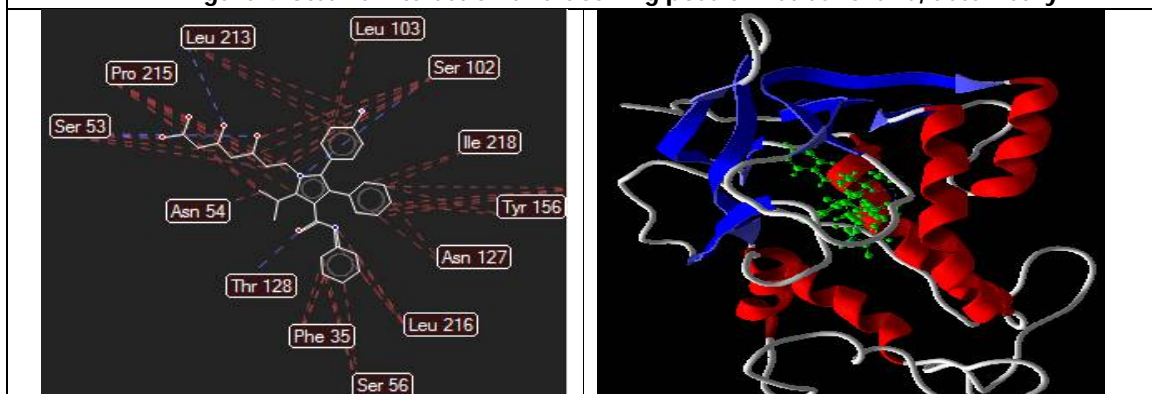 Leu 213
Leu 103
Pro 215
Ser 102
Ser 53
Ile 218
Asn 54
Tyr 156
Asn 127
Thr 128
Leu 216
Phe 35
Ser 56